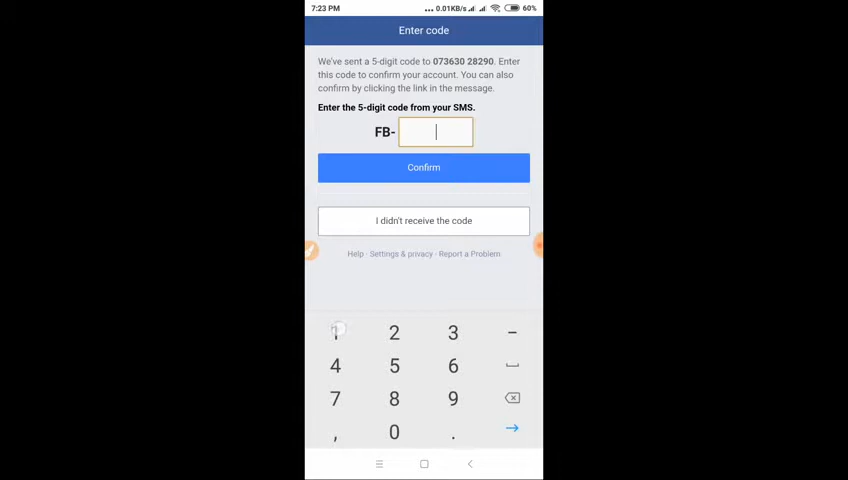 7:23 PM ... 0.01KB/s 60%
Enter code
We've sent a 5-digit code to 073630 28290. Enter
this code to confirm your account. You can also
confirm by clicking the link in the message.
Enter the 5-digit code from your SMS.
FB-
Confirm
I didn't receive the code
Help · Settings & privacy · Report a Problem
1 2 3 -
4 5 6
7 8 9
, 0 .